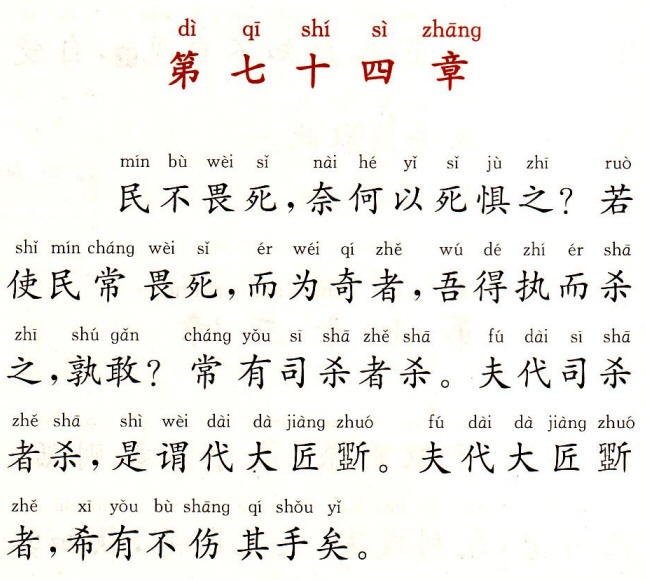 dì qī shí sì zhāng
第七十四章
mín bù wèi sǐ nài hé yǐ sǐ jù zhī ruò
民不畏死，奈何以死惧之？若
shǐ mín cháng wèi sǐ ér wéi qí zhě wú dé zhí ér shā
使民常畏死，而为奇者，吾得执而杀
zhī shú gǎn cháng yǒu sī shā zhě shā fú dài sī shā
之，孰敢？常有司杀者杀。夫代司杀
zhě shā shì wèi dài dà jiàng zhuó fú dài dà jiàng zhuó
者杀，是谓代大匠斲。夫代大匠斲
zhě xī yǒu bù shāng qí shǒu yǐ
者，希有不伤其手矣。